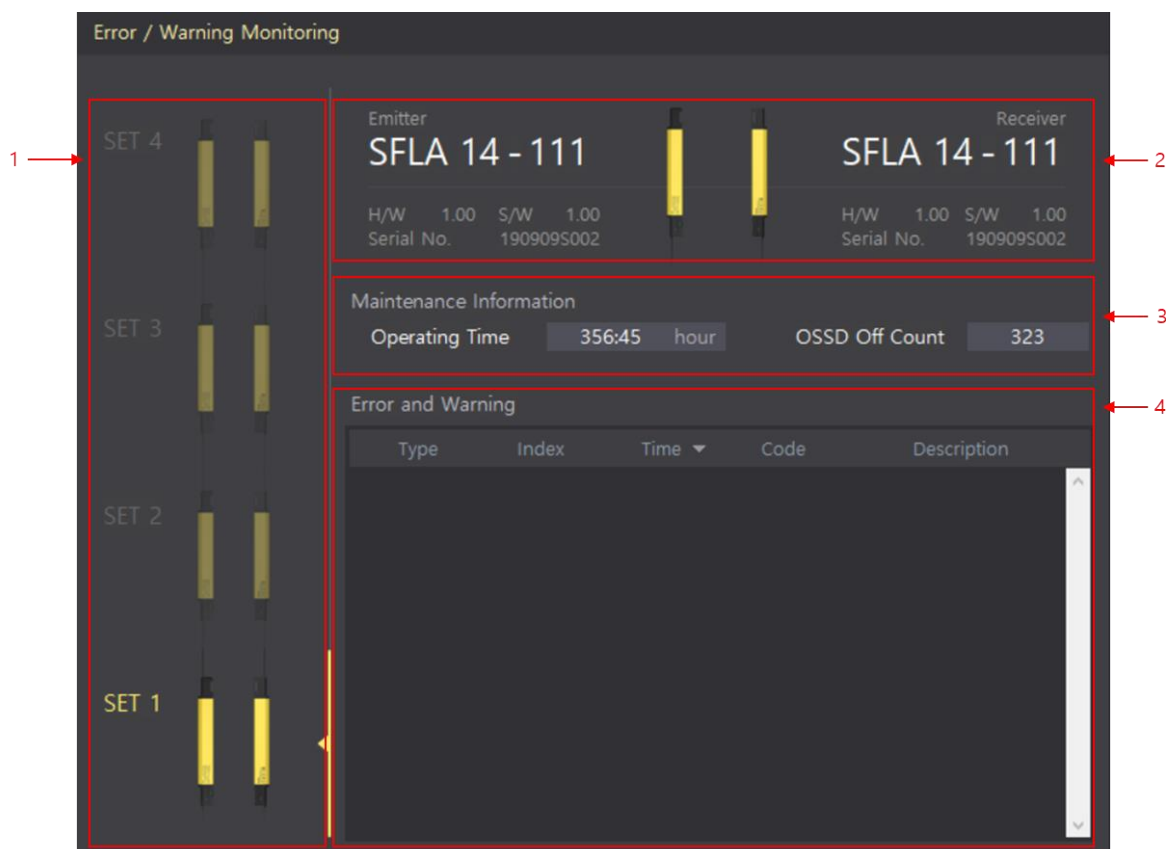 Error / Warning Monitoring
1
SET 4
SET 3
SET 2
SET 1
Emitter
SFLA 14 - 111
H/W 1.00 S/W 1.00
Serial No. 190909S002
Receiver
SFLA 14 - 111
H/W 1.00 S/W 1.00
Serial No. 190909S002
2
Maintenance Information
Operating Time 356:45 hour OSSD Off Count 323
3
Error and Warning
4
Type Index Time Code Description